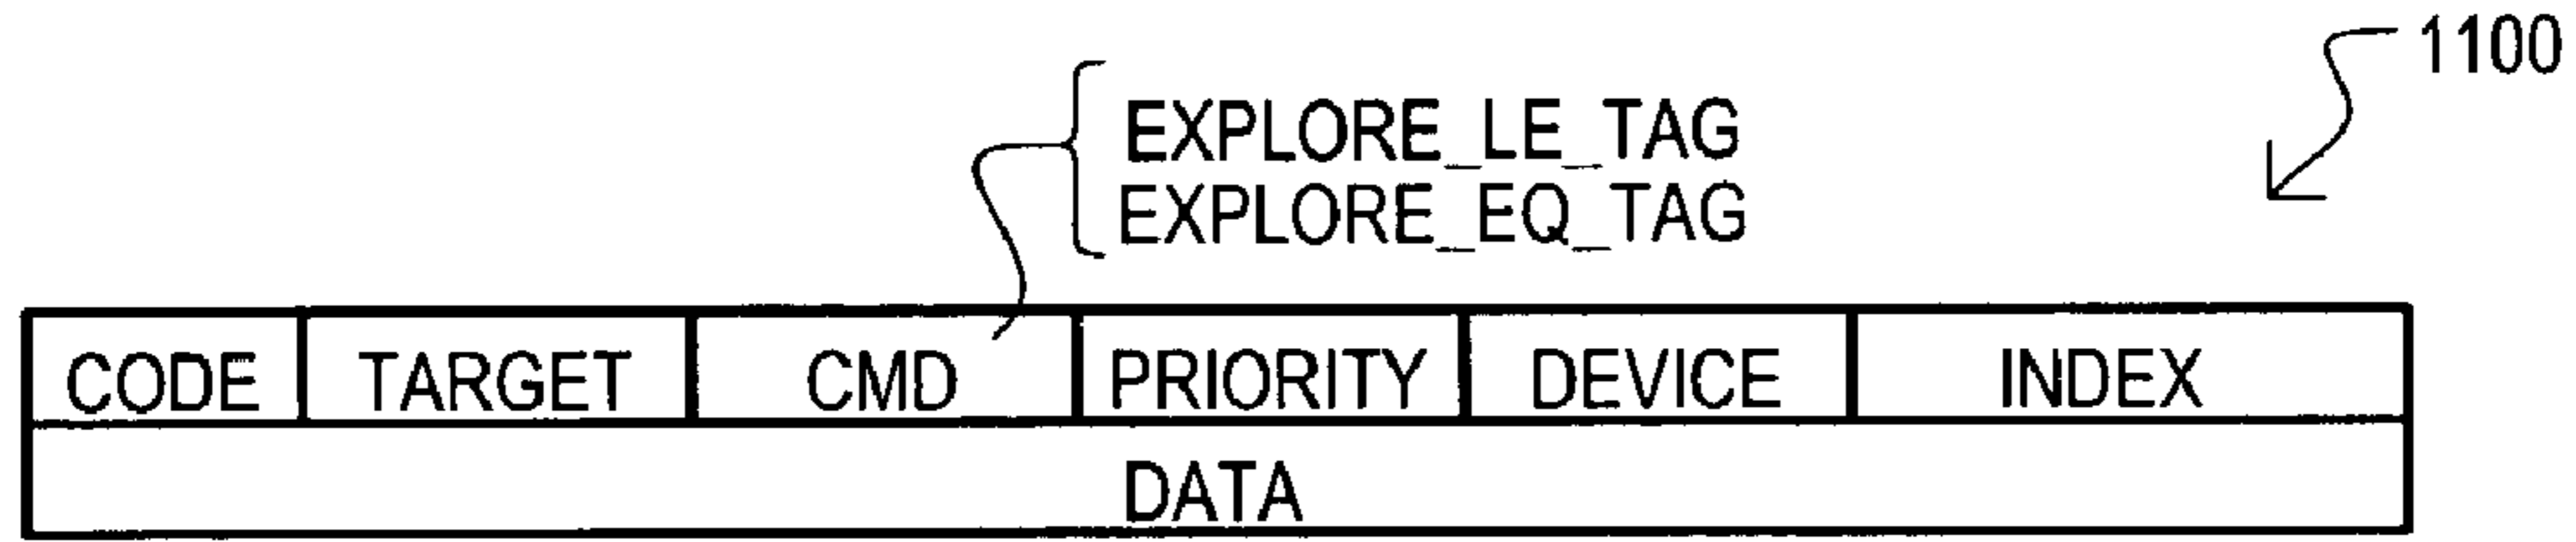 1100
EXPLORE_LE_TAG
EXPLORE_EQ_TAG
CODE TARGET CMD PRIORITY DEVICE INDEX
DATA